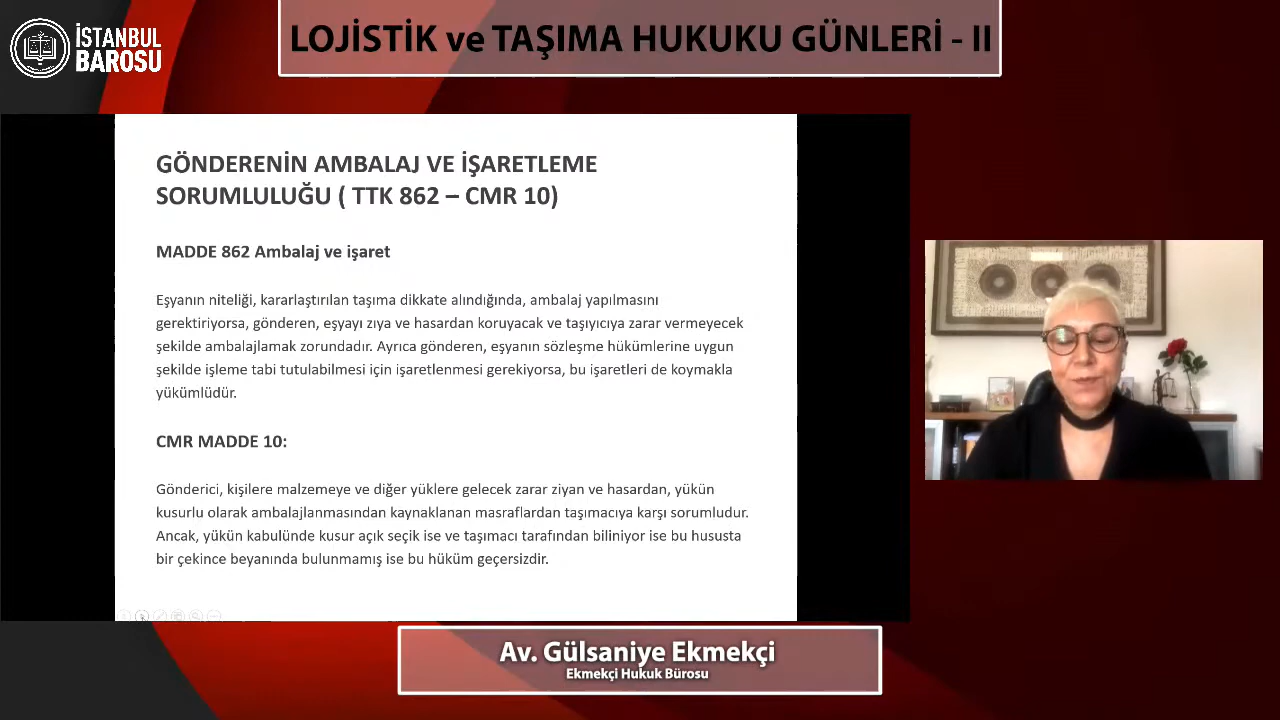 İSTANBUL
BAROSU
LOJİSTİK ve TAŞIMA HUKUKU GÜNLERİ - II
GÖNDERENİN AMBALAJ VE İŞARETLEME
SORUMLULUĞU ( TTK 862 – CMR 10)
MADDE 862 Ambalaj ve işaret
Eşyanın niteliği, kararlaştırılan taşıma dikkate alındığında, ambalaj yapılmasını
gerektiriyorsa, gönderen, eşyayı zıya ve hasardan koruyacak ve taşıyıcıya zarar vermeyecek
şekilde ambalajlamak zorundadır. Ayrıca gönderen, eşyanın sözleşme hükümlerine uygun
şekilde işleme tabi tutulabilmesi için işaretlenmesi gerekiyorsa, bu işaretleri de koymakla
yükümlüdür.
CMR MADDE 10:
Gönderici, kişilere malzemeye ve diğer yüklere gelecek zarar ziyan ve hasardan, yükün
kusurlu olarak ambalajlanmasından kaynaklanan masraflardan taşımacıya karşı sorumludur.
Ancak, yükün kabulünde kusur açık seçik ise ve taşımacı tarafından biliniyor ise bu hususta
bir çekince beyanında bulunmamış ise bu hüküm geçersizdir.
Av. Gülsaniye Ekmekçi
Ekmekçi Hukuk Bürosu